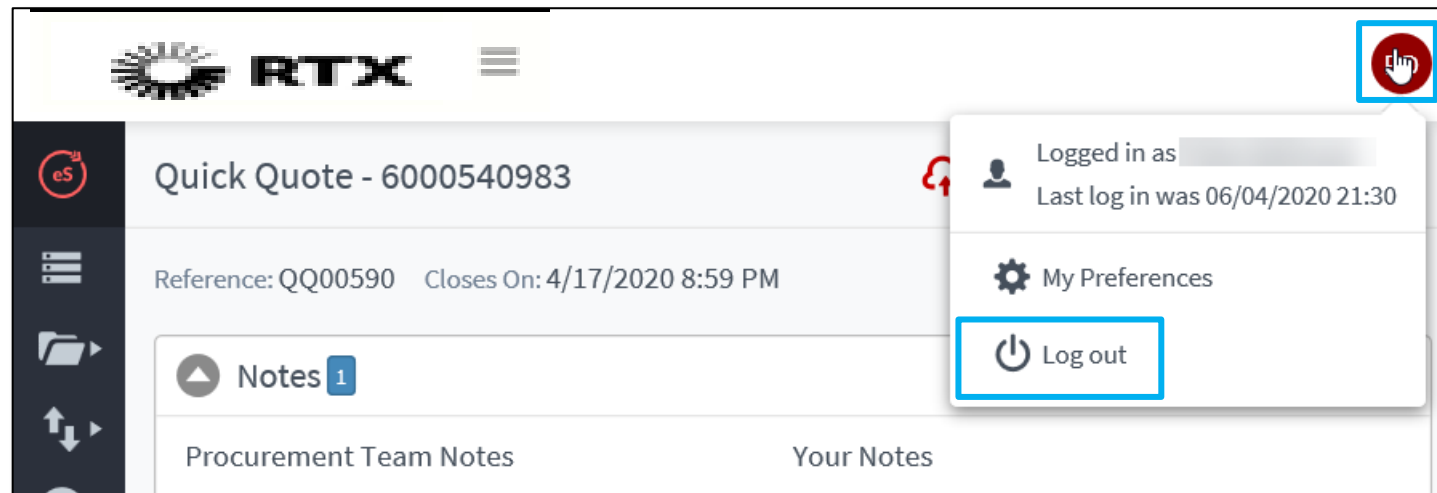 RTX
eS
Quick Quote - 6000540983
Logged in as
Last log in was 06/04/2020 21:30
Reference: QQ00590 Closes On: 4/17/2020 8:59 PM
My Preferences
Log out
Notes 1
Procurement Team Notes Your Notes